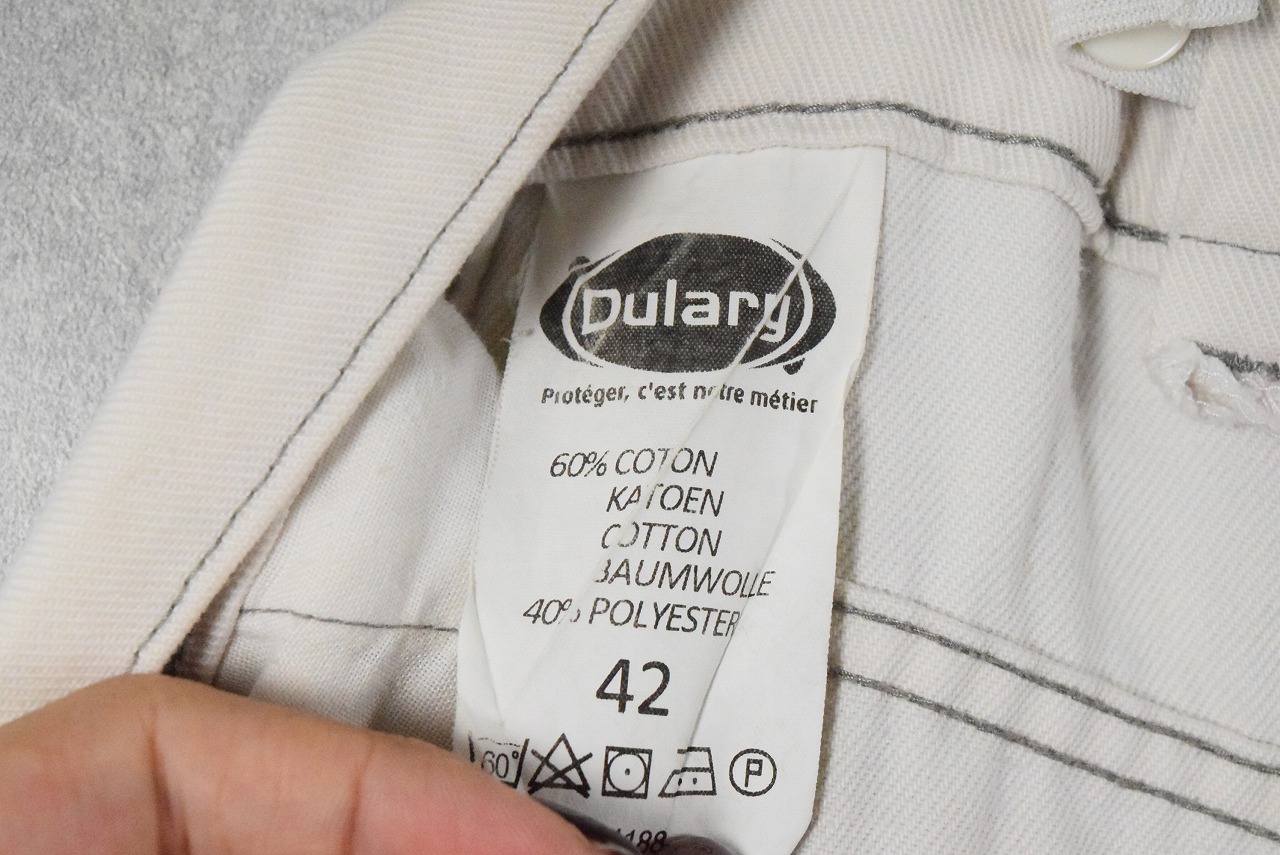 Dulary
Protéger, c'est notre métier
60% COTON
KATOEN
COTTON
BAUMWOLLE
40% POLYESTER
42
60°
P